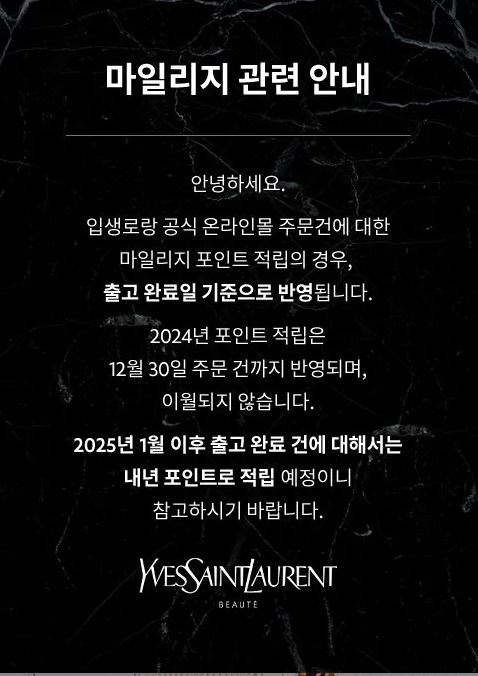 마일리지 관련 안내
안녕하세요.
입생로랑 공식 온라인몰 주문건에 대한
마일리지 포인트 적립의 경우,
출고 완료일 기준으로 반영됩니다.
2024년 포인트 적립은
12월 30일 주문 건까지 반영되며,
이월되지 않습니다.
2025년 1월 이후 출고 완료 건에 대해서는
내년 포인트로 적립 예정이니
참고하시기 바랍니다.
YVESSAINTLAURENT
BEAUTÉ